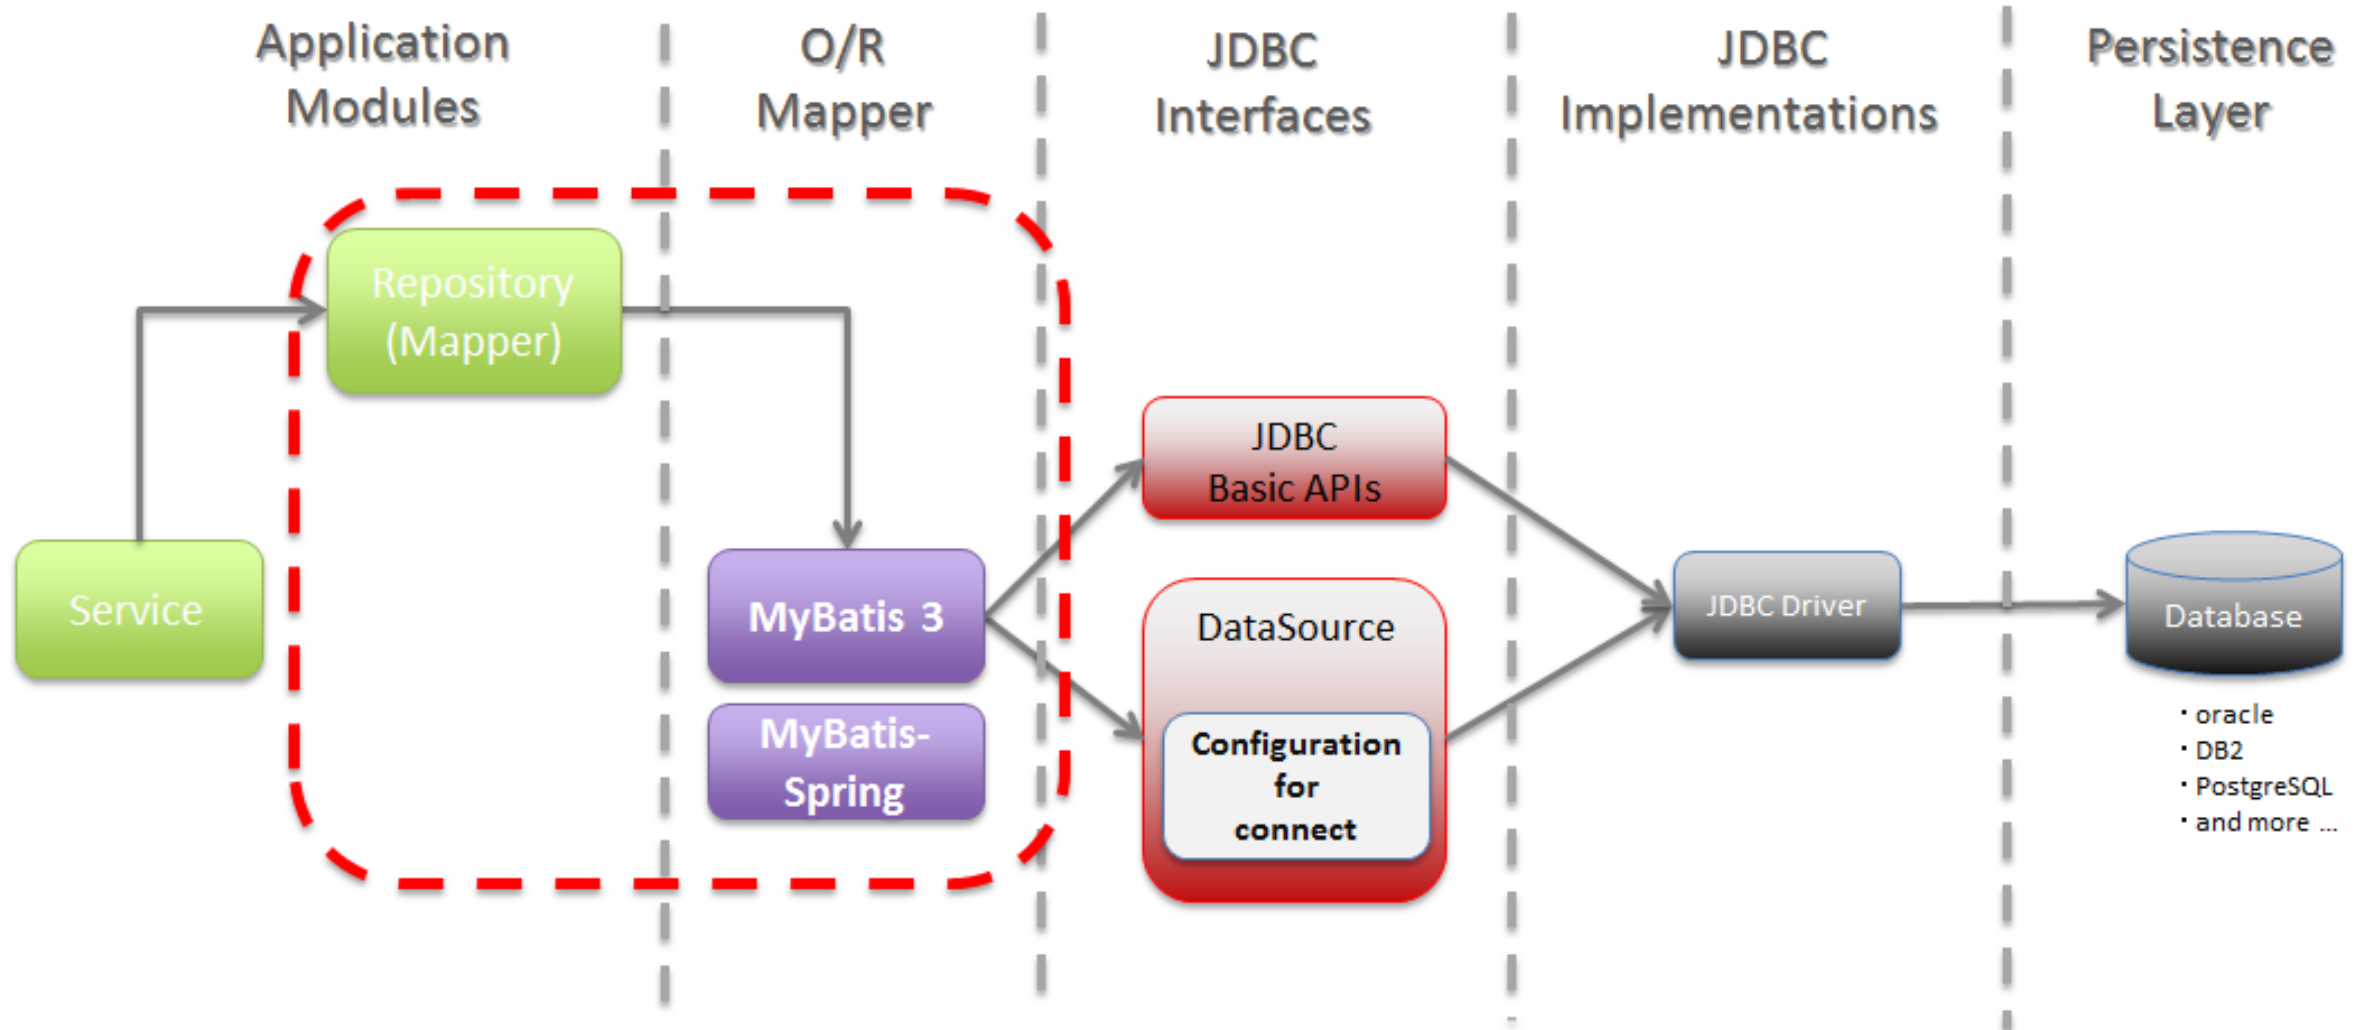 Application
Modules
O/R
Mapper
JDBC
Interfaces
JDBC
Implementations
Persistence
Layer
Repository
(Mapper)
Service
MyBatis 3
MyBatis-
Spring
JDBC
Basic APIs
DataSource
Configuration
for
connect
JDBC Driver
Database
・oracle
・DB2
・PostgreSQL
・and more ...